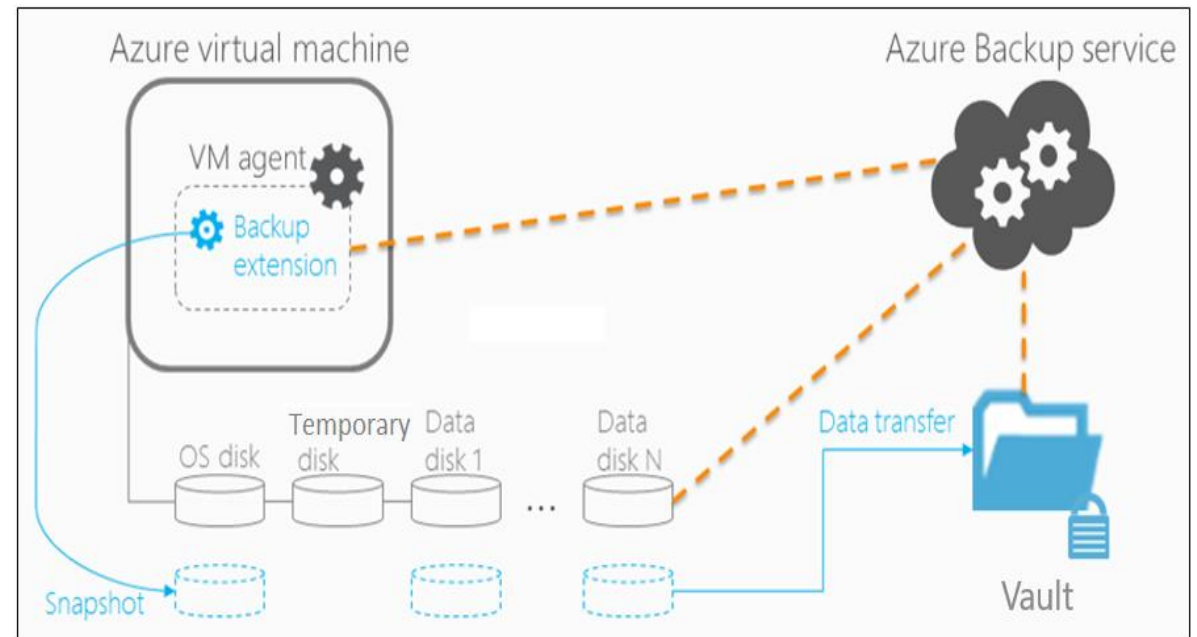 Azure virtual machine
Azure Backup service
VM agent
Backup
extension
OS disk
Temporary
disk
Data
disk 1
...
Data
disk N
Data transfer
Snapshot
Vault